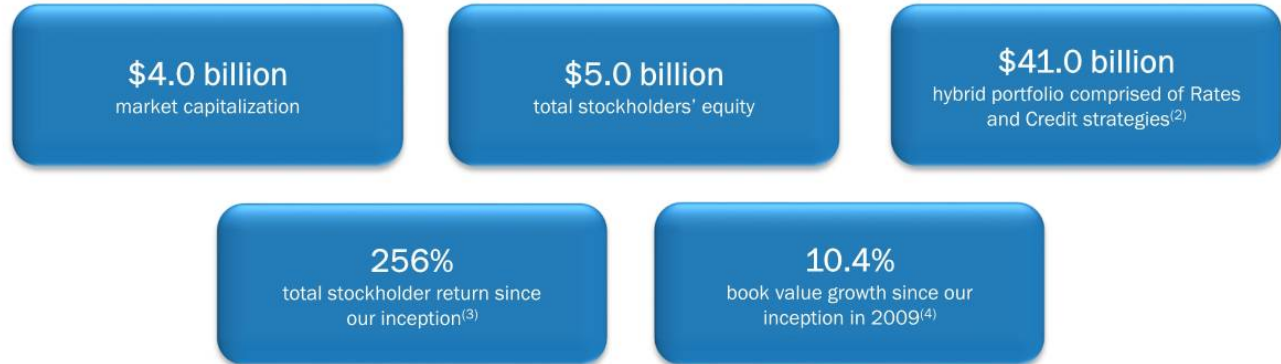 $4.0 billion
market capitalization
$5.0 billion
total stockholders’ equity
$41.0 billion
hybrid portfolio comprised of Rates
and Credit strategies(2)
256%
total stockholder return since
our inception(3)
10.4%
book value growth since our
inception in 2009(4)